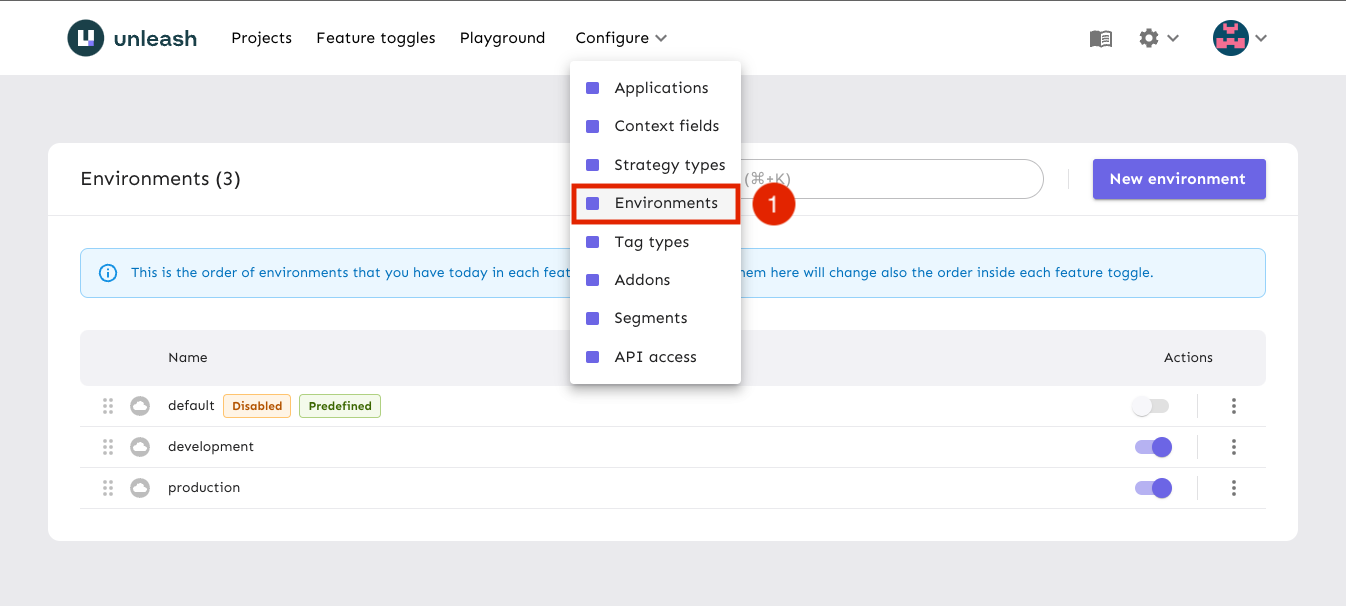 unleash Projects Feature toggles Playground Configure
Applications
Context fields
Strategy types
Environments
Tag types
Addons
Segments
API access
1
Environments (3)
(⌘+K)
New environment
This is the order of environments that you have today in each hem here will change also the order inside each feature toggle.
Name Actions
default Disabled Predefined
development
production